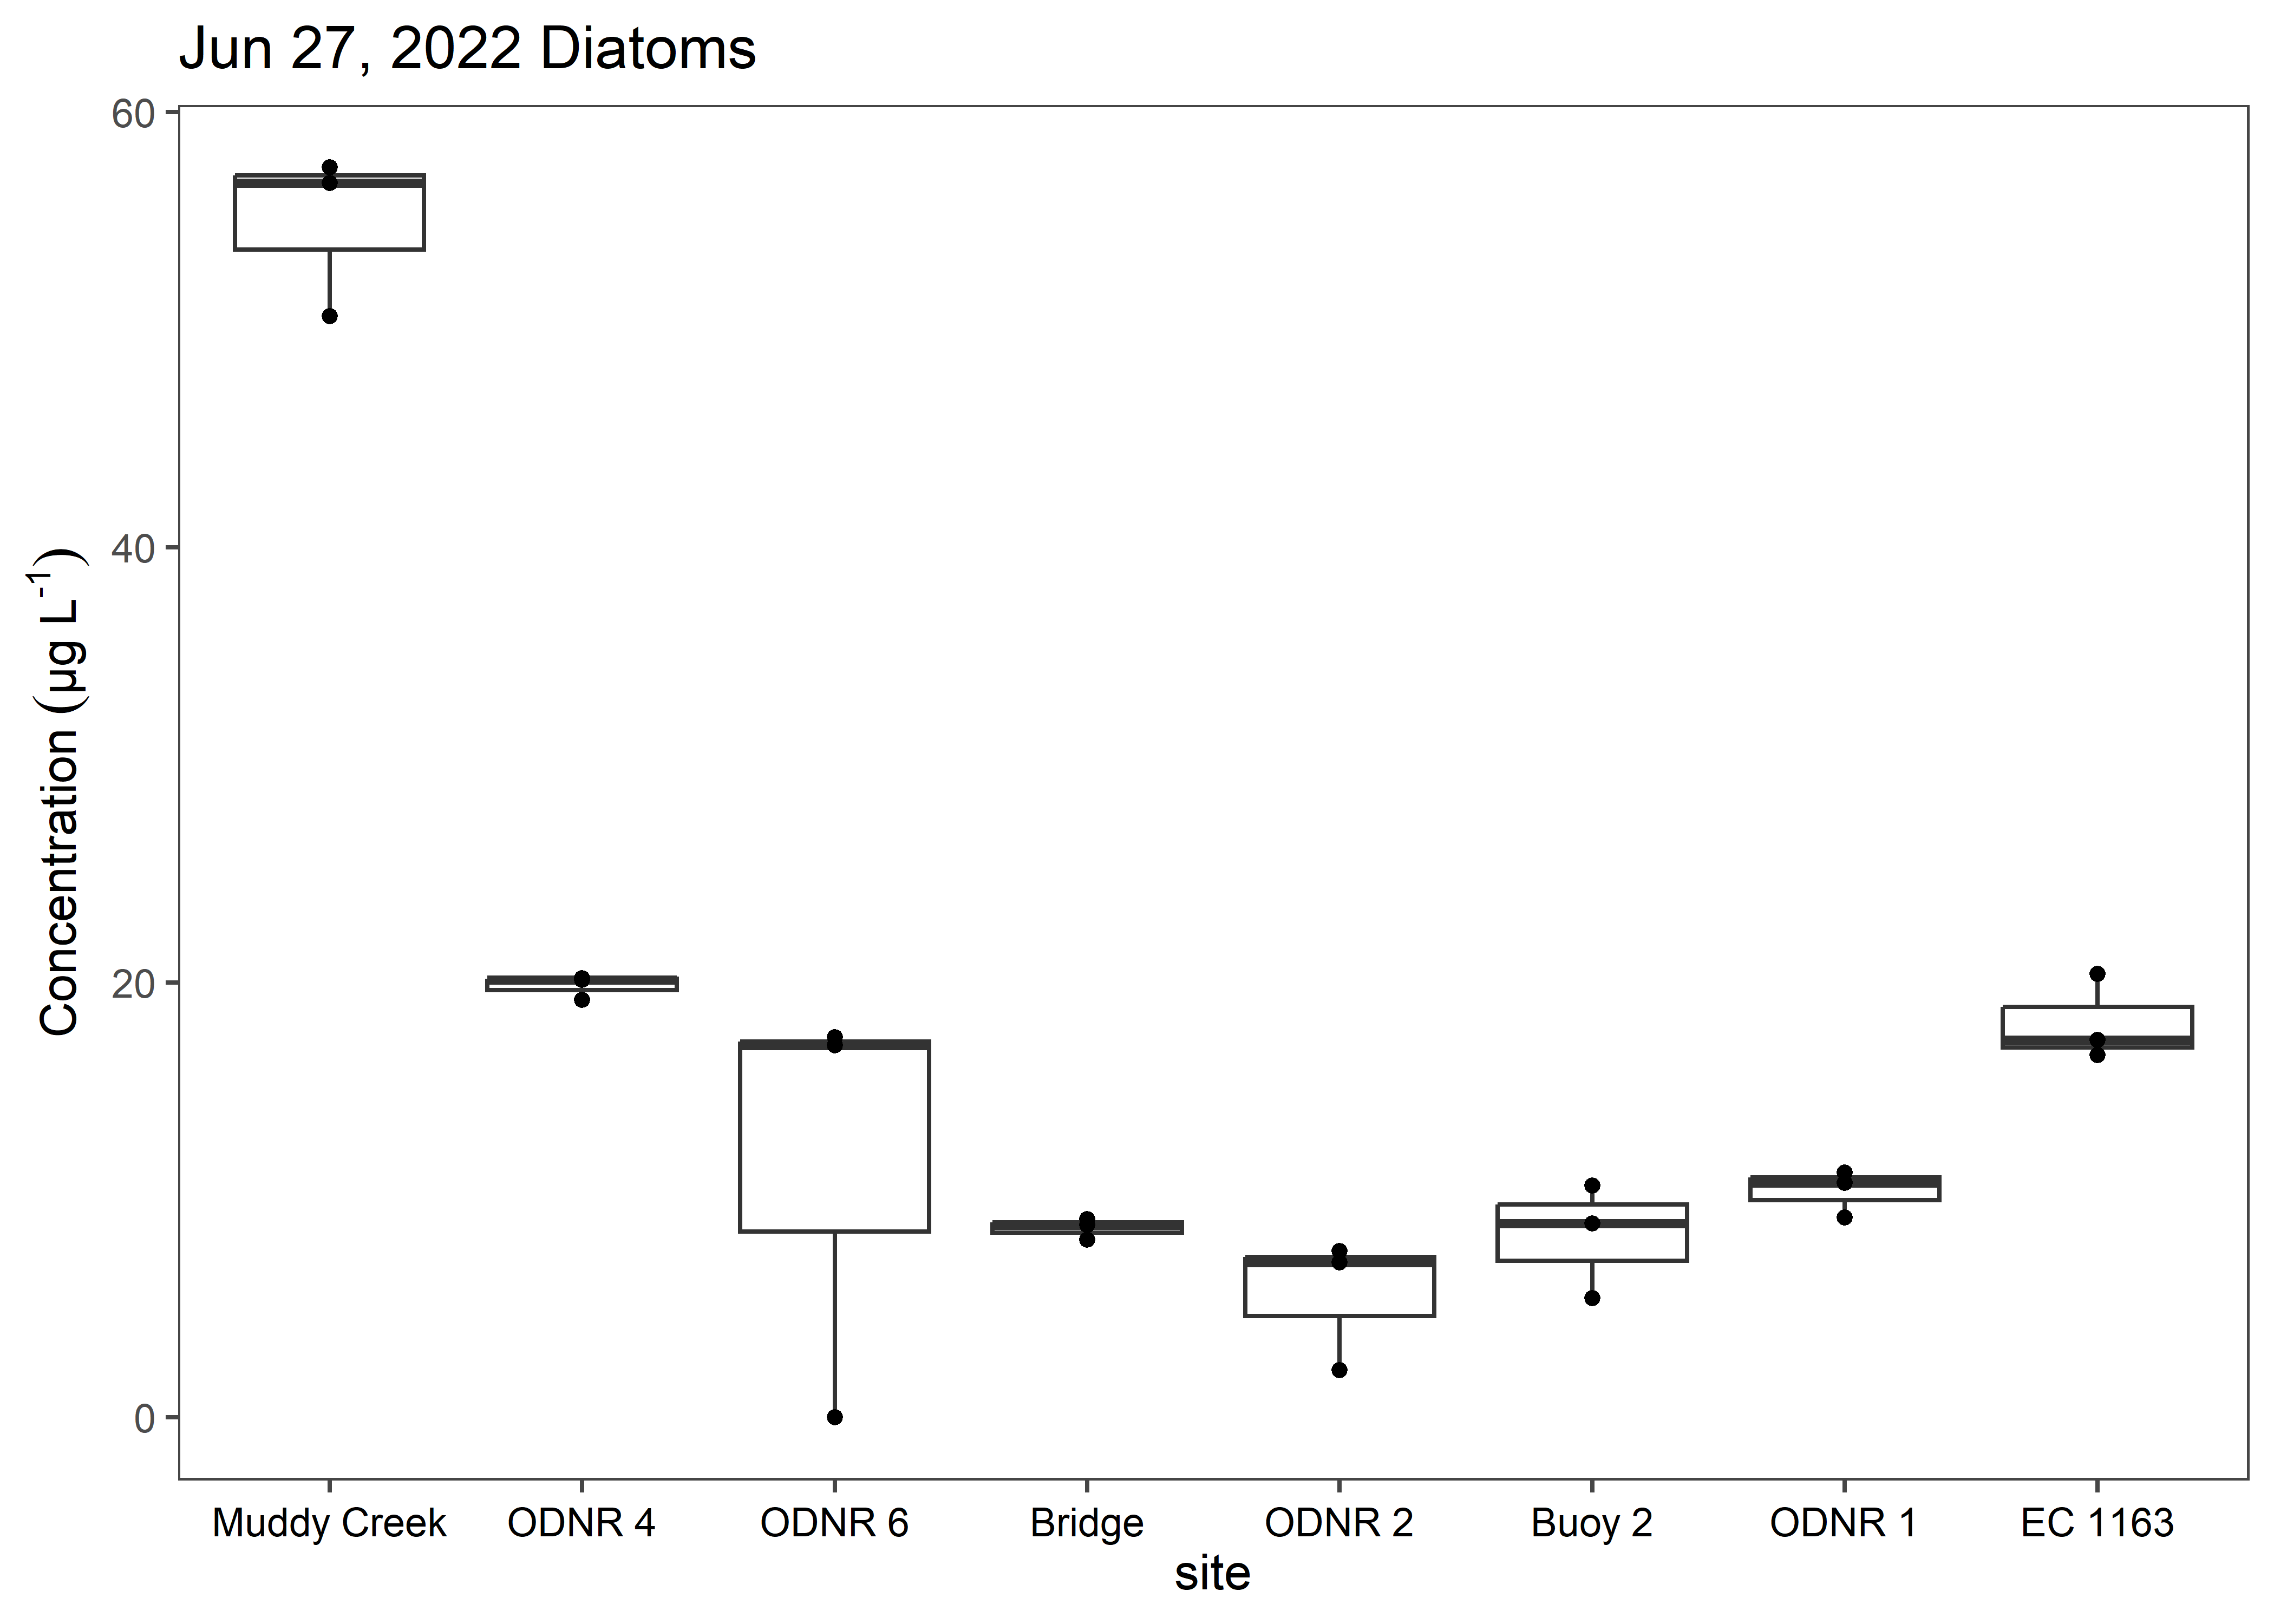 Jun 27, 2022 Diatoms
Concentration (µg L⁻¹)
60
40
20
0
Muddy Creek ODNR 4 ODNR 6 Bridge ODNR 2 Buoy 2 ODNR 1 EC 1163
site